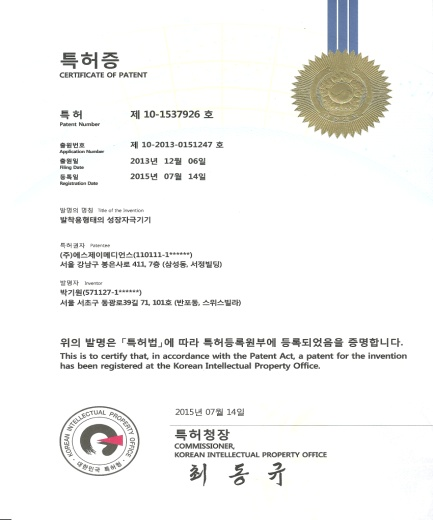 특허증
CERTIFICATE OF PATENT
특 허 제 10-1537926 호
Patent Number
출원번호 제 10-2013-0151247 호
Application Number
출원일 2013년 12월 06일
Filing Date
등록일 2015년 07월 14일
Registration Date
발명의 명칭 Title of the Invention
발착용형태의 성장자극기기
특허권자 Patentee
(주)에스제이메디언스(110111-1******)
서울 강남구 봉은사로 411, 7층 (삼성동, 서정빌딩)
발명자 Inventor
박기원(571127-1******)
서울 서초구 동광로39길 71, 101호 (반포동, 스위스빌라)
위의 발명은 「특허법」에 따라 특허등록원부에 등록되었음을 증명합니다.
This is to certify that, in accordance with the Patent Act, a patent for the invention
has been registered at the Korean Intellectual Property Office.
2015년 07월 14일
특허청장
COMMISSIONER,
KOREAN INTELLECTUAL PROPERTY OFFICE
최 동 규
KOREAN INTELLECTUAL PROPERTY OFFICE
대한민국 특허청